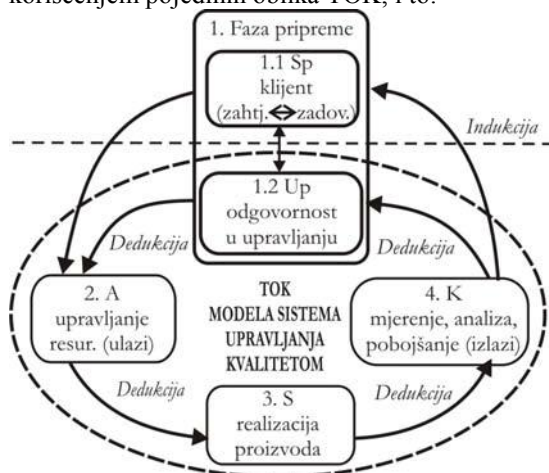 korišćenjem pojedinih oblika TOK, i to:
1. Faza pripreme
1.1 Sp
klijent
(zahtj.↔zadov.)
Indukcija
1.2 Up
odgovornost
u upravljanju
Dedukcija
Dedukcija
2. A
upravljanje
resur. (ulazi)
TOK
MODELA SISTEMA
UPRAVLJANJA
KVALITETOM
4. K
mjerenje, analiza,
pobojšanje (izlazi)
Dedukcija
Dedukcija
3. S
realizacija
proizvoda